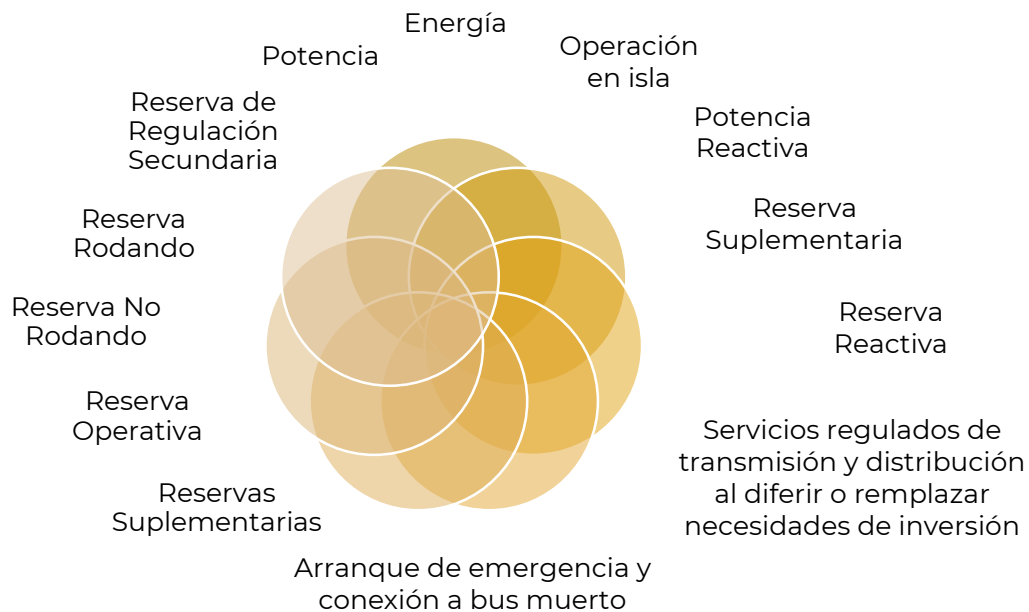 Energía
Operación
en isla
Potencia
Reactiva
Reserva
Suplementaria
Reserva
Reactiva
Servicios regulados de
transmisión y distribución
al diferir o remplazar
necesidades de inversión
Arranque de emergencia y
conexión a bus muerto
Reservas
Suplementarias
Reserva
Operativa
Reserva No
Rodando
Reserva
Rodando
Reserva de
Regulación
Secundaria
Potencia